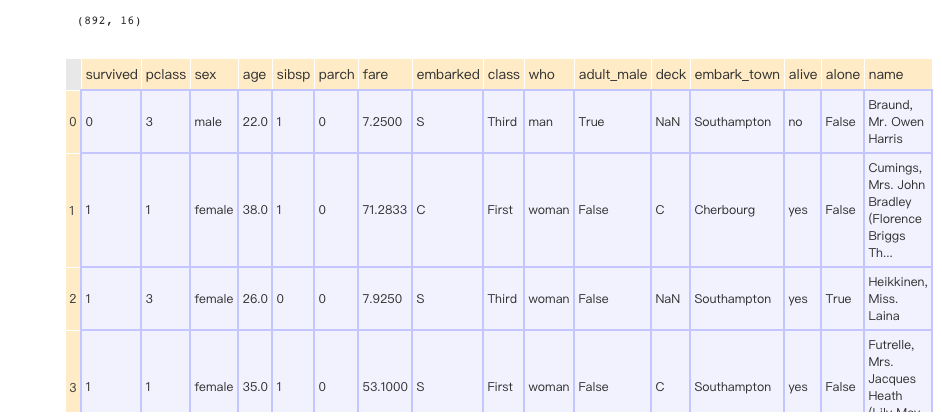 (892, 16)
survived pclass sex age sibsp parch fare embarked class who adult_male deck embark_town alive alone name
0 0 3 male 22.0 1 0 7.2500 S Third man True NaN Southampton no False Braund,
Mr. Owen
Harris
1 1 1 female 38.0 1 0 71.2833 C First woman False C Cherbourg yes False Cumings,
Mrs. John
Bradley
(Florence
Briggs
Th...
2 1 3 female 26.0 0 0 7.9250 S Third woman False NaN Southampton yes True Heikkinen,
Miss.
Laina
3 1 1 female 35.0 1 0 53.1000 S First woman False C Southampton yes False Futrelle,
Mrs.
Jacques
Heath